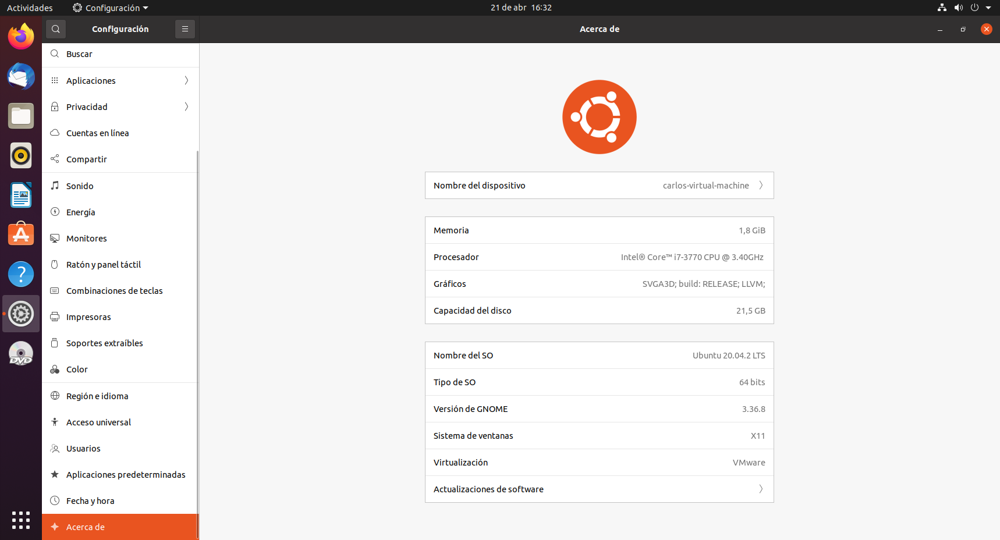 Actividades
Configuración
21 de abr 16:32
Configuración
Acerca de
Buscar
Aplicaciones
Privacidad
Cuentas en línea
Compartir
Sonido
Energía
Monitores
Ratón y panel táctil
Combinaciones de teclas
Impresoras
Soportes extraíbles
Color
Región e idioma
Acceso universal
Usuarios
Aplicaciones predeterminadas
Fecha y hora
Acerca de
DVD
Nombre del dispositivo carlos-virtual-machine
Memoria 1,8 GiB
Procesador Intel® Core™ i7-3770 CPU @ 3.40GHz
Gráficos SVGA3D; build: RELEASE; LLVM;
Capacidad del disco 21,5 GB
Nombre del SO Ubuntu 20.04.2 LTS
Tipo de SO 64 bits
Versión de GNOME 3.36.8
Sistema de ventanas X11
Virtualización VMware
Actualizaciones de software